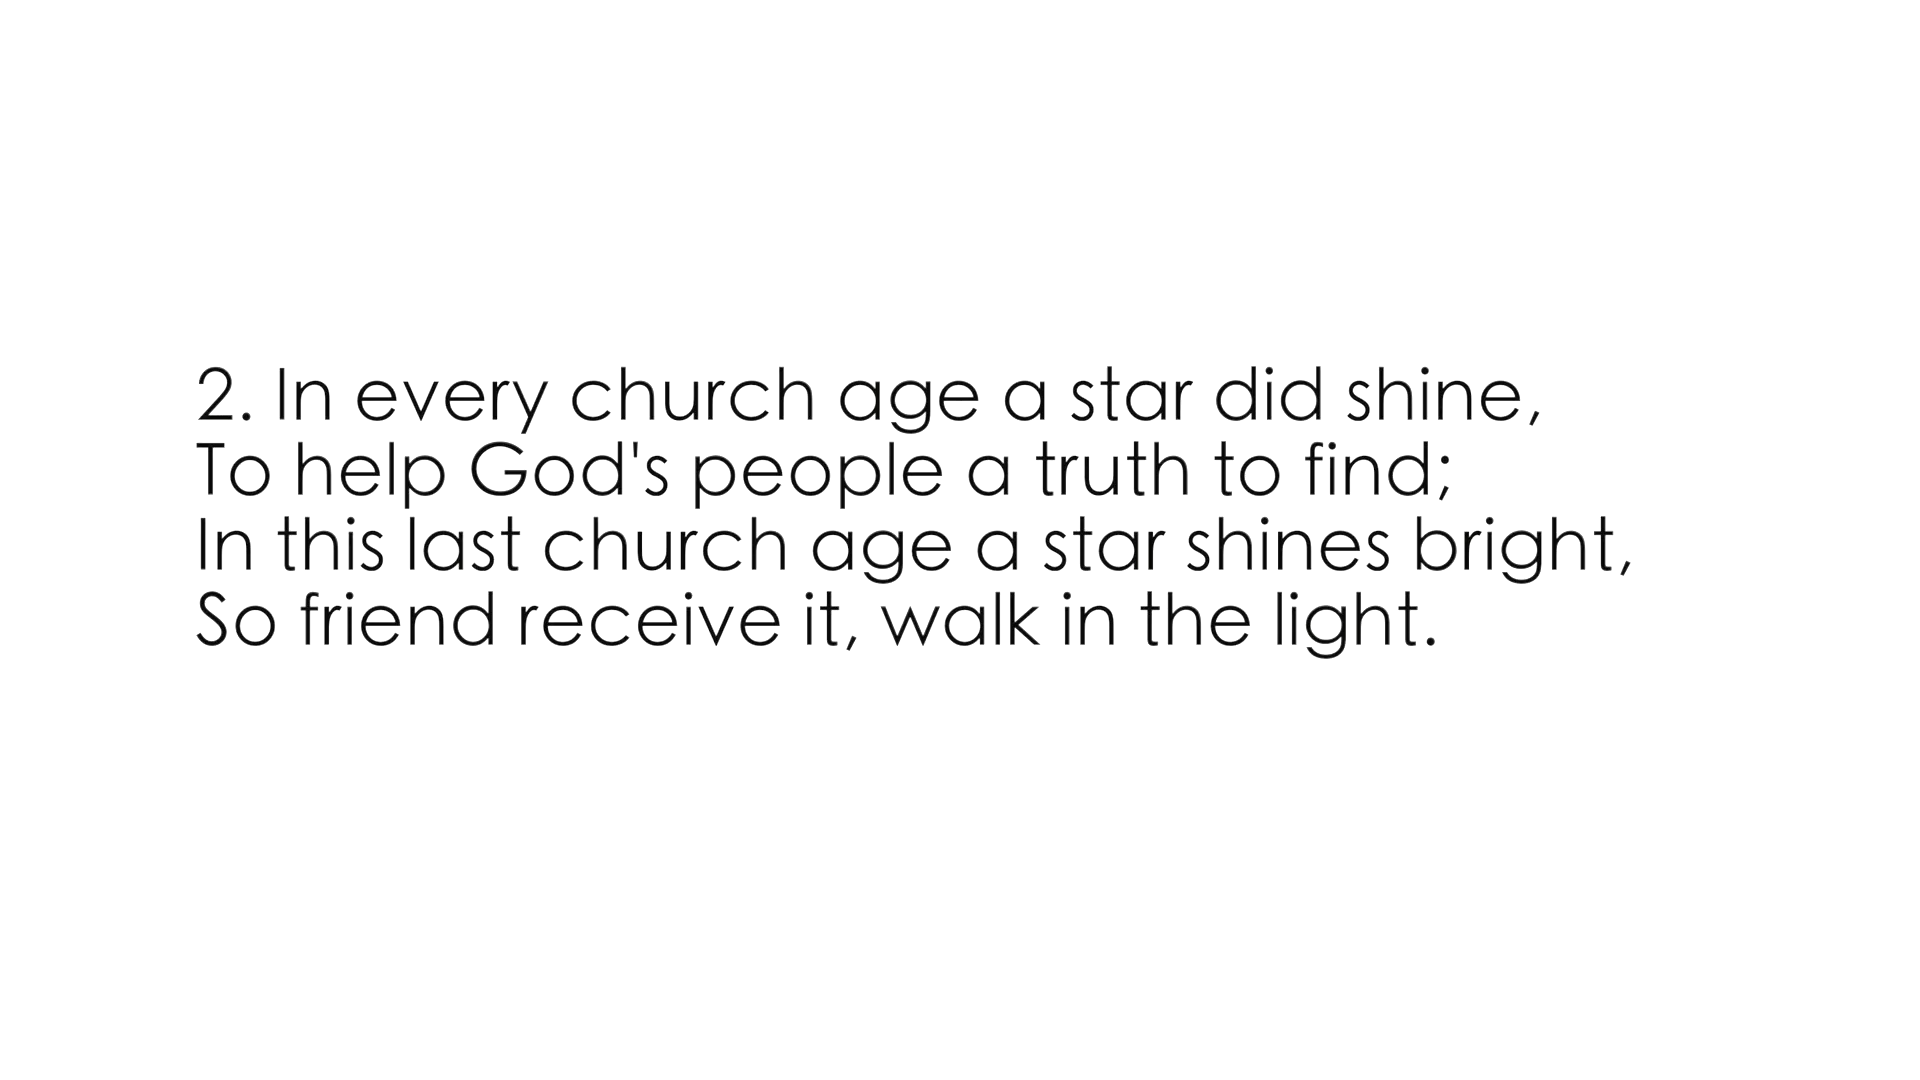 2. In every church age a star did shine,
To help God's people a truth to find;
In this last church age a star shines bright,
So friend receive it, walk in the light.